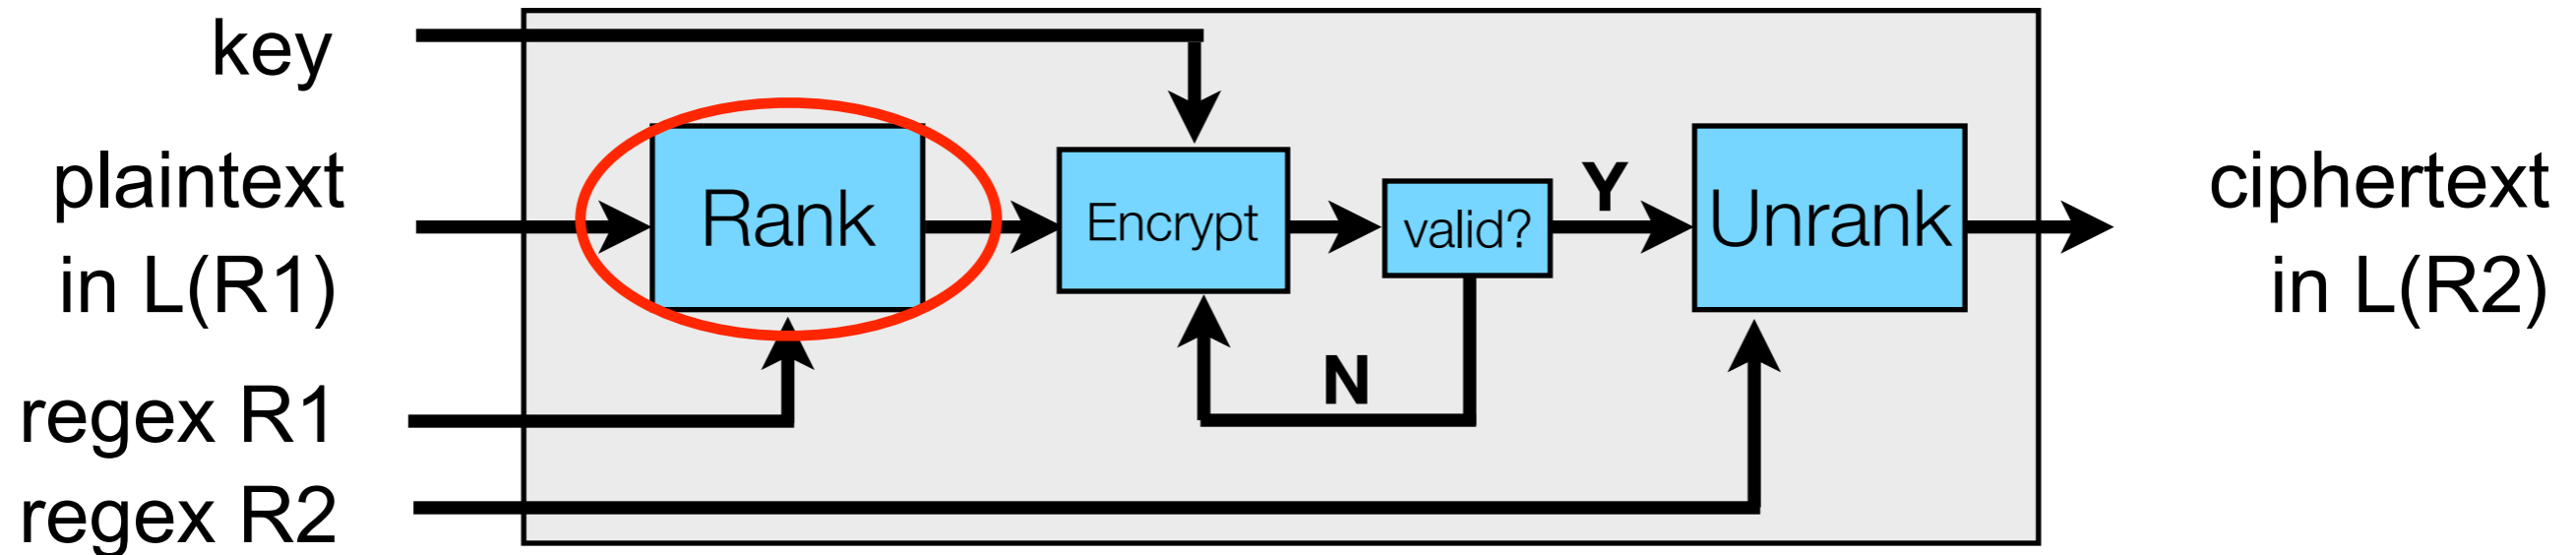 key
plaintext
in L(R1)
regex R1
regex R2
Rank
Encrypt
valid?
Y
N
Unrank
ciphertext
in L(R2)